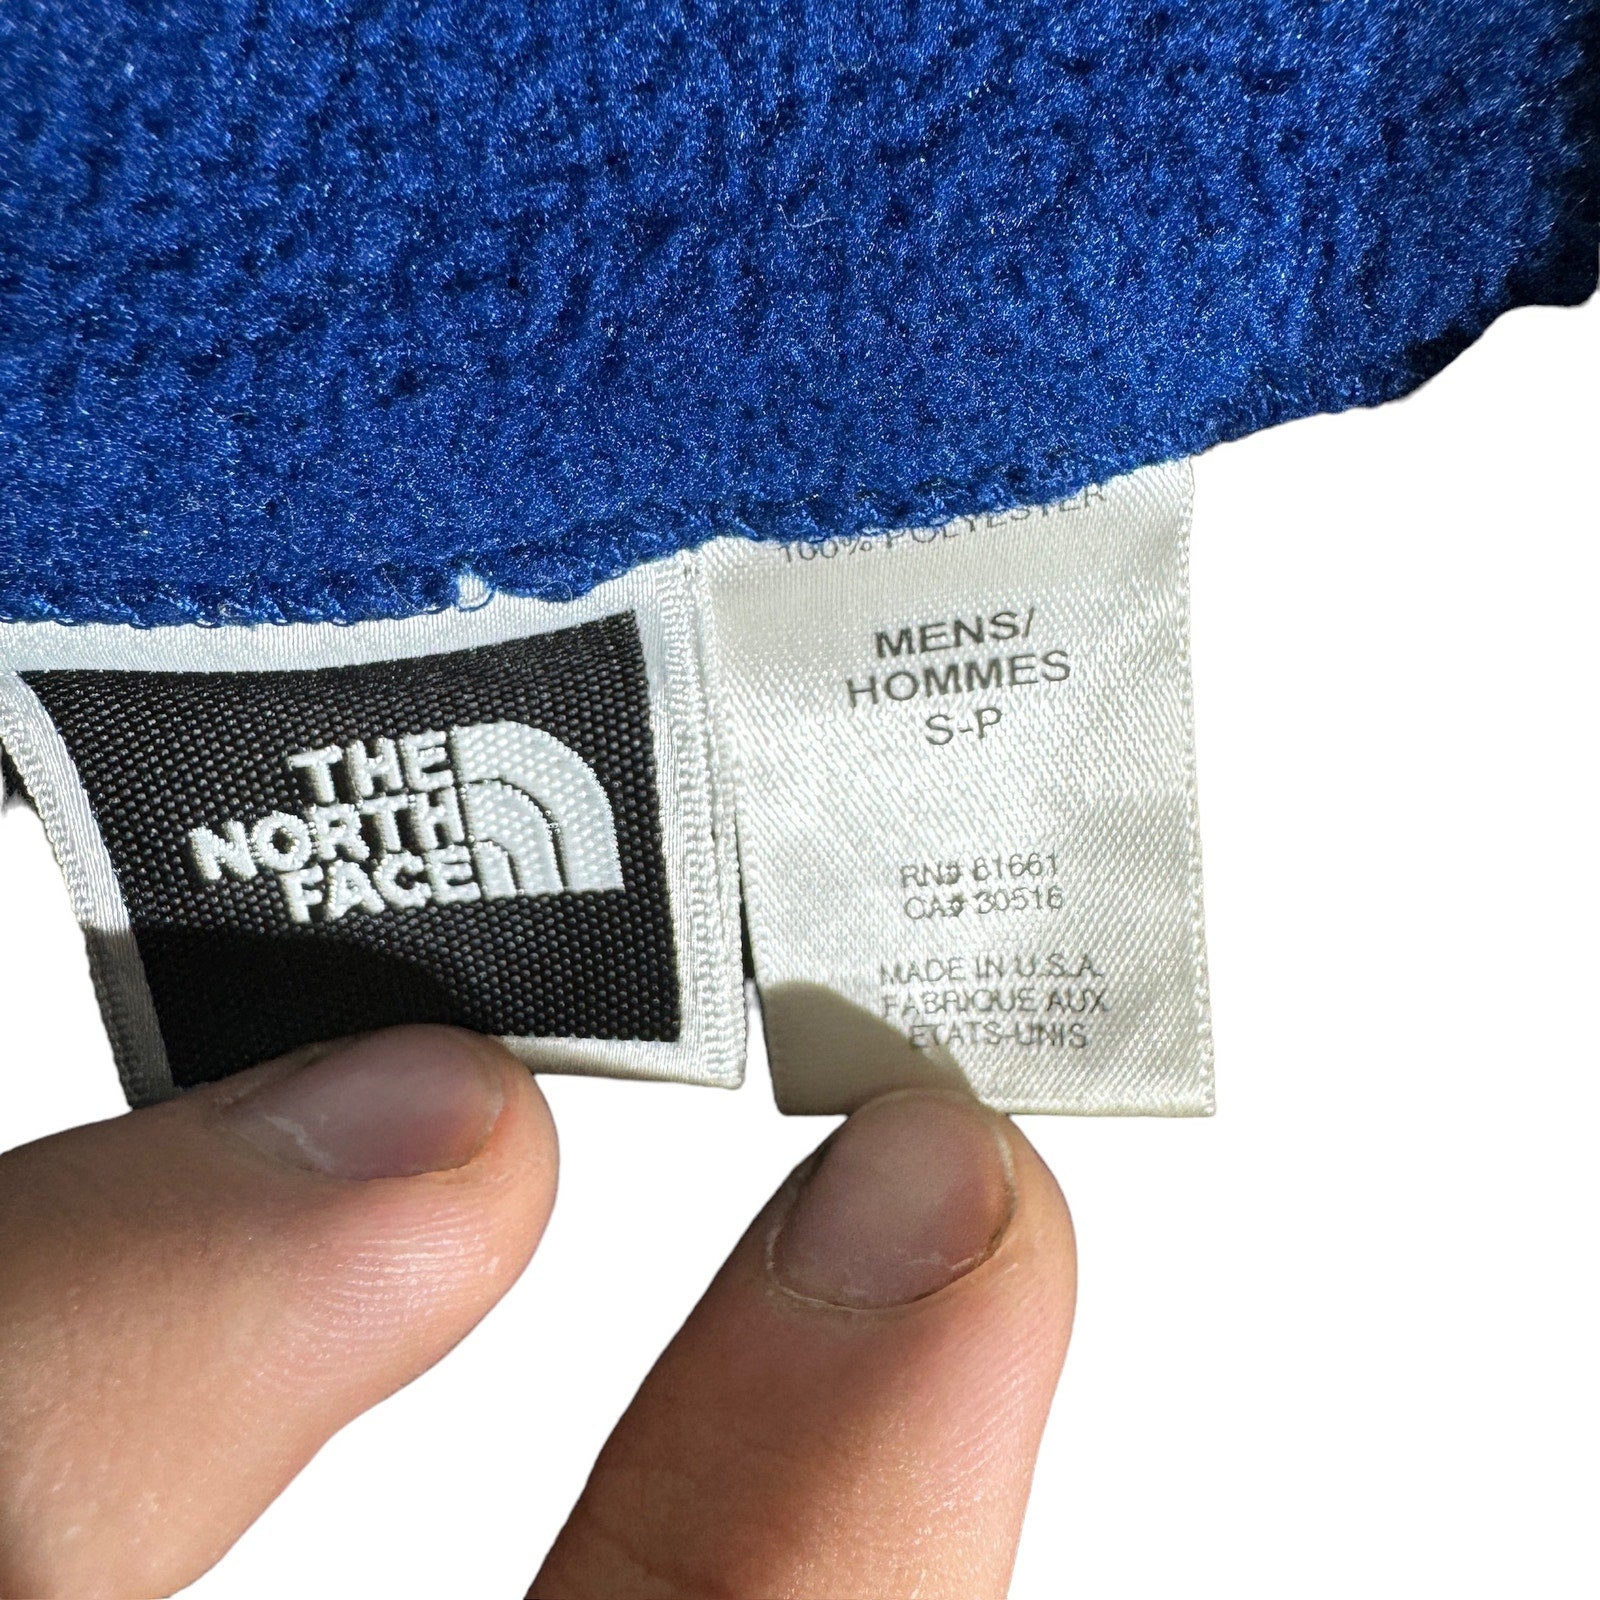 THE
NORTH
FACE
100% POLYESTER
MENS/
HOMMES
S-P
RN# 61661
CA# 30516
MADE IN U.S.A.
FABRIQUE AUX
ETATS-UNIS